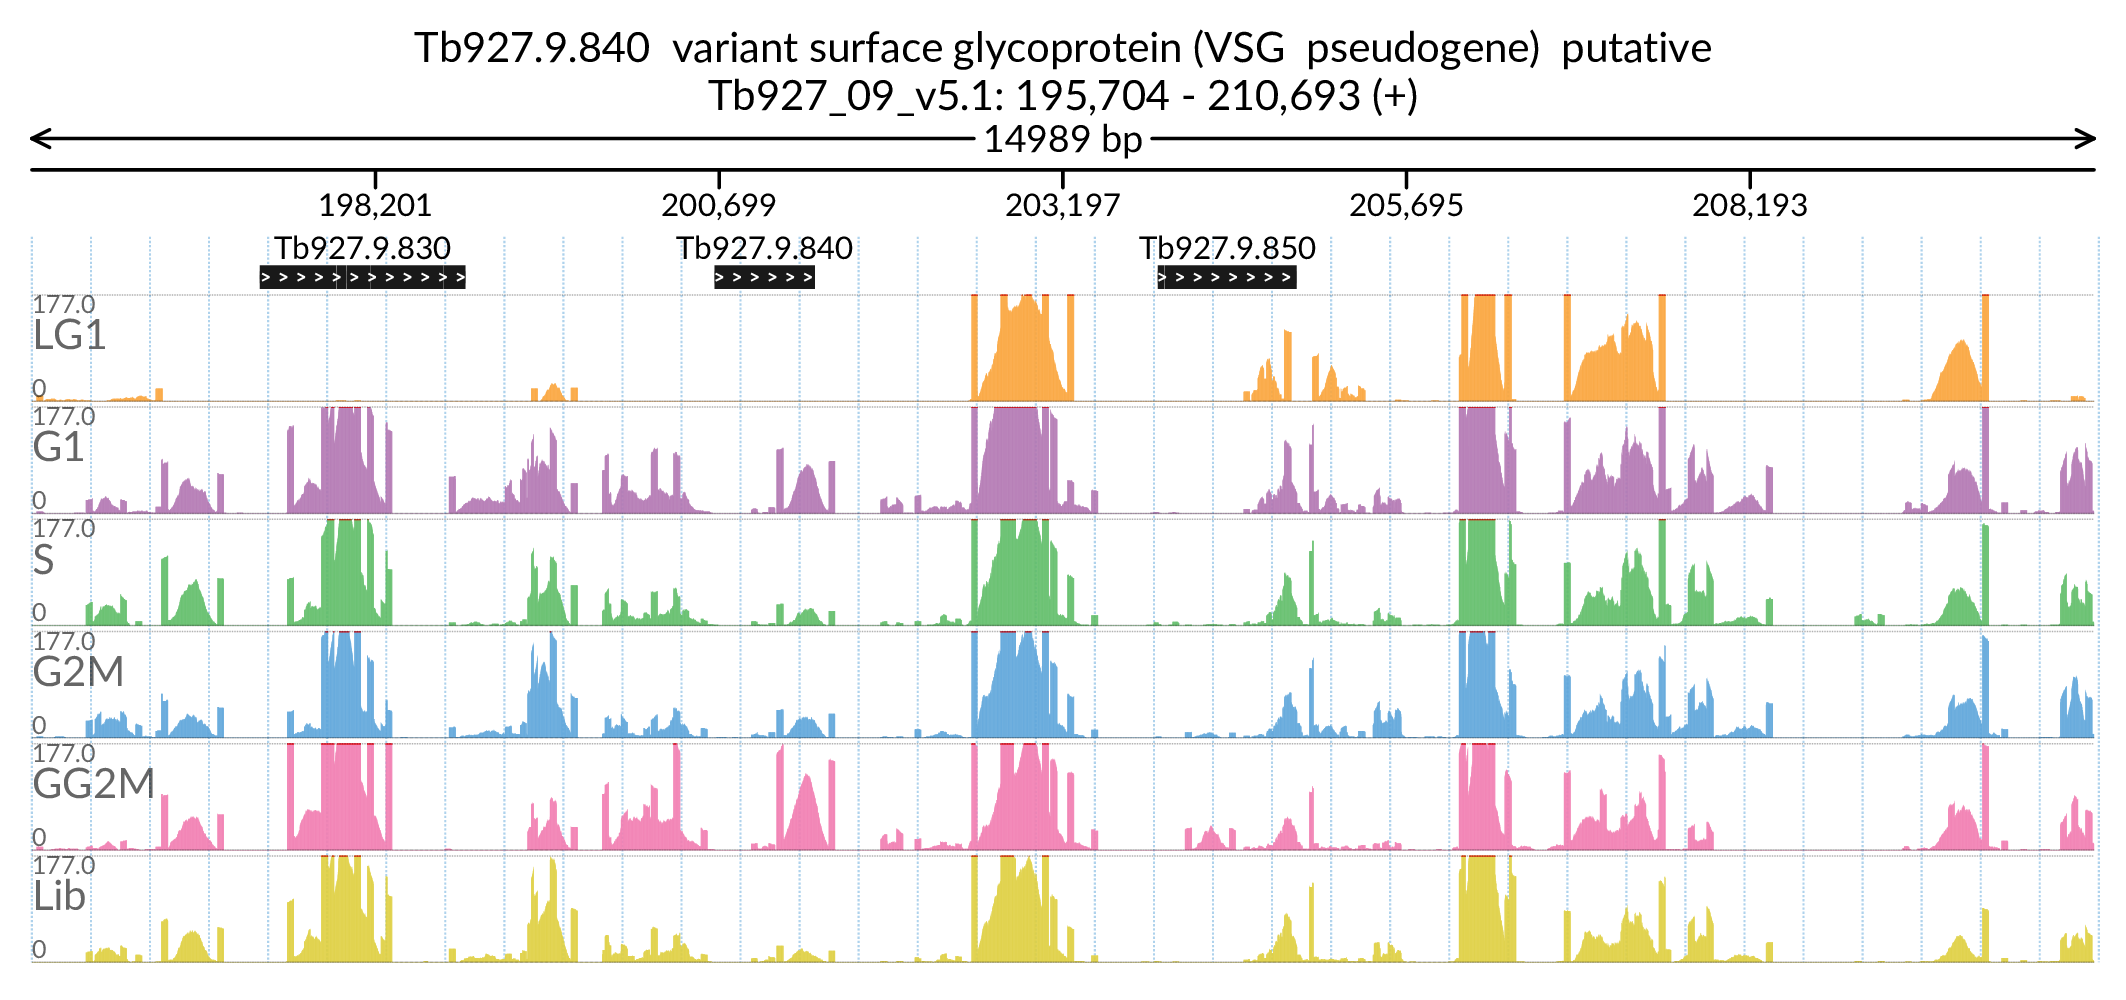 Tb927.9.840 variant surface glycoprotein (VSG pseudogene) putative
Tb927_09_v5.1: 195,704 - 210,693 (+)
14989 bp
198,201 200,699 203,197 205,695 208,193
Tb927.9.830 Tb927.9.840 Tb927.9.850
177.0
LG1
0
177.0
G1
0
177.0
S
0
177.0
G2M
0
177.0
GG2M
0
177.0
Lib
0